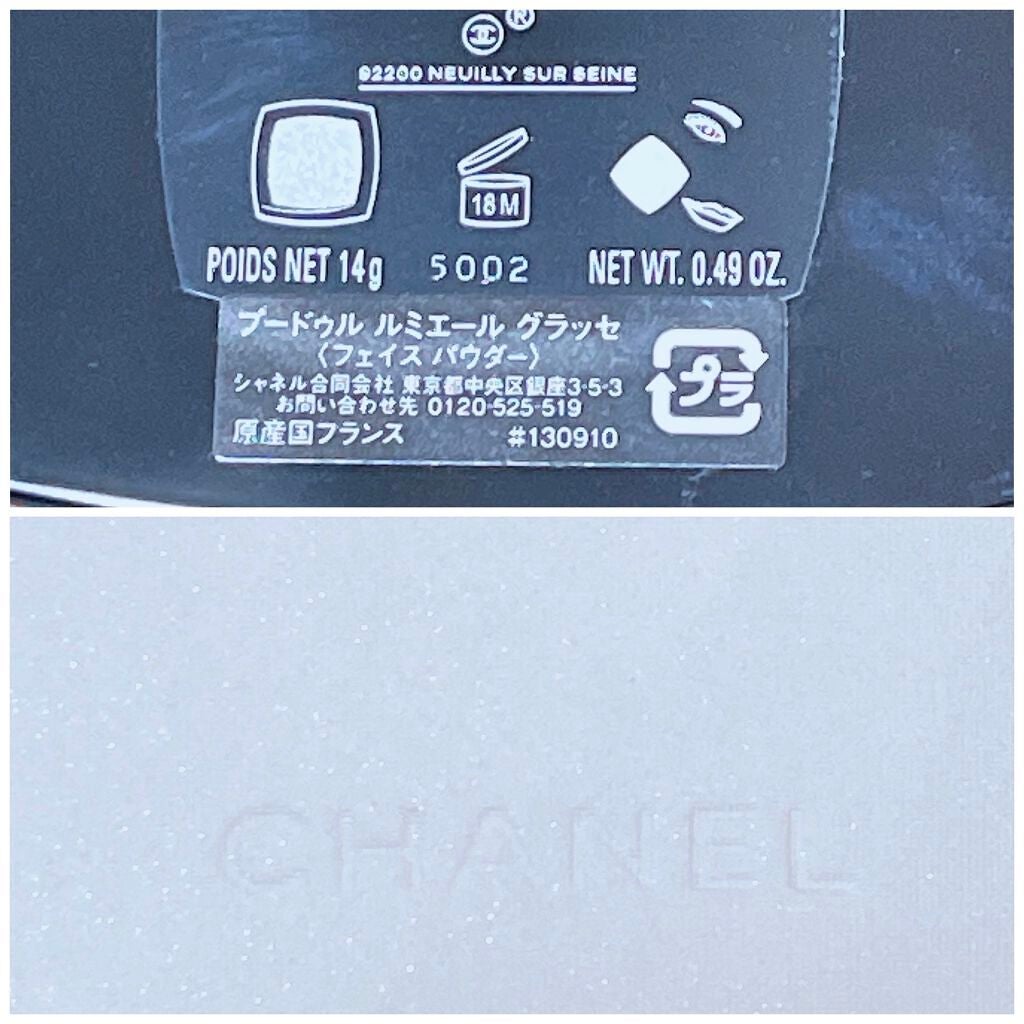 ®
92200 NEUILLY SUR SEINE
18M
POIDS NET 14g 5002 NET WT. 0.49 OZ.
プードゥル ルミエール グラッセ
〈フェイス パウダー〉
シャネル合同会社 東京都中央区銀座3-5-3
お問い合わせ先 0120-525-519
原産国フランス #130910
プラ
CHANEL